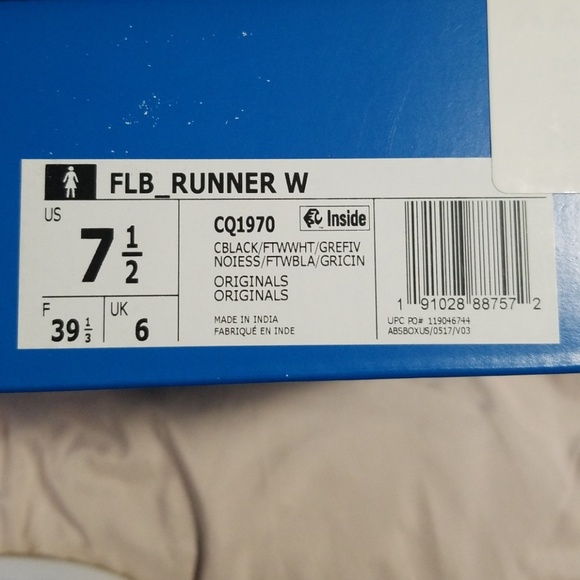 FLB_RUNNER W
US
7 1/2
F
39 1/3
UK
6
CQ1970
Inside
CBLACK/FTWWHT/GREFIV
NOIESS/FTWBLA/GRICIN
ORIGINALS
ORIGINALS
MADE IN INDIA
FABRIQUÉ EN INDE
1 91028 88757 2
UPC PO# 119046744
ABSBOXUS/0517/V03